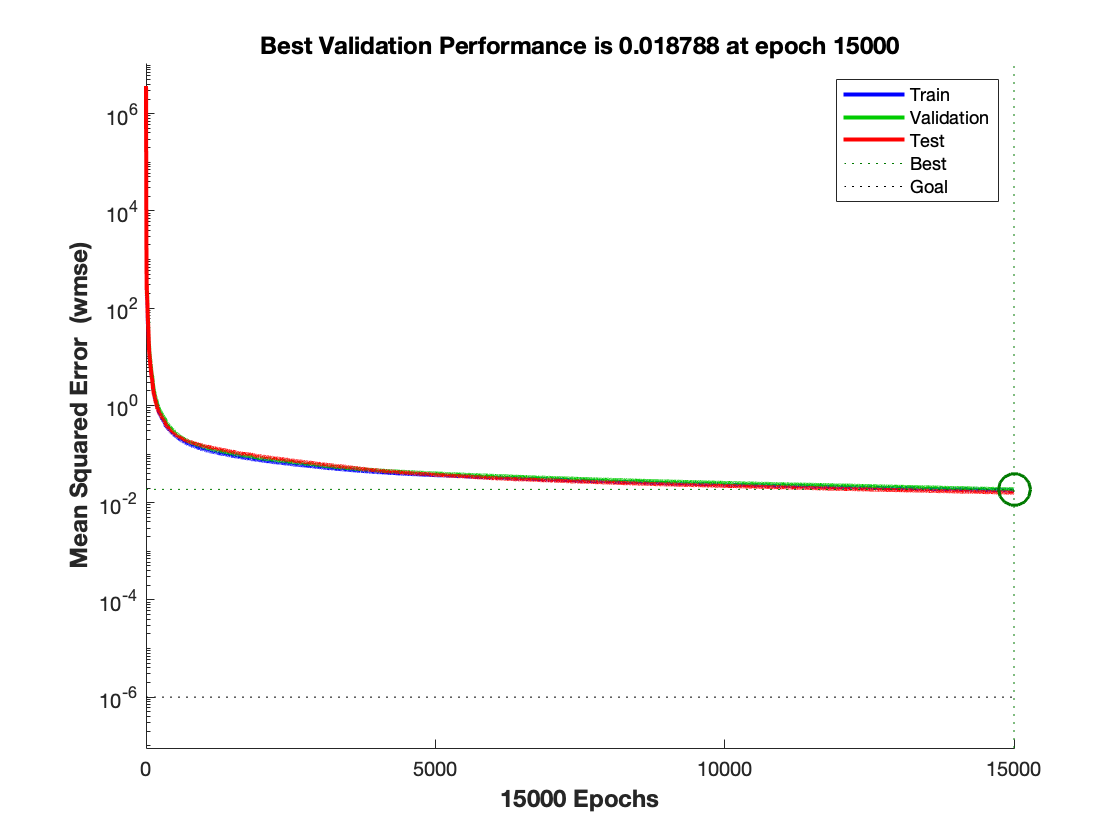 Best Validation Performance is 0.018788 at epoch 15000
Train
Validation
Test
Best
Goal
10^6
10^4
10^2
10^0
10^-2
10^-4
10^-6
Mean Squared Error (wmse)
0
5000
10000
15000
15000 Epochs